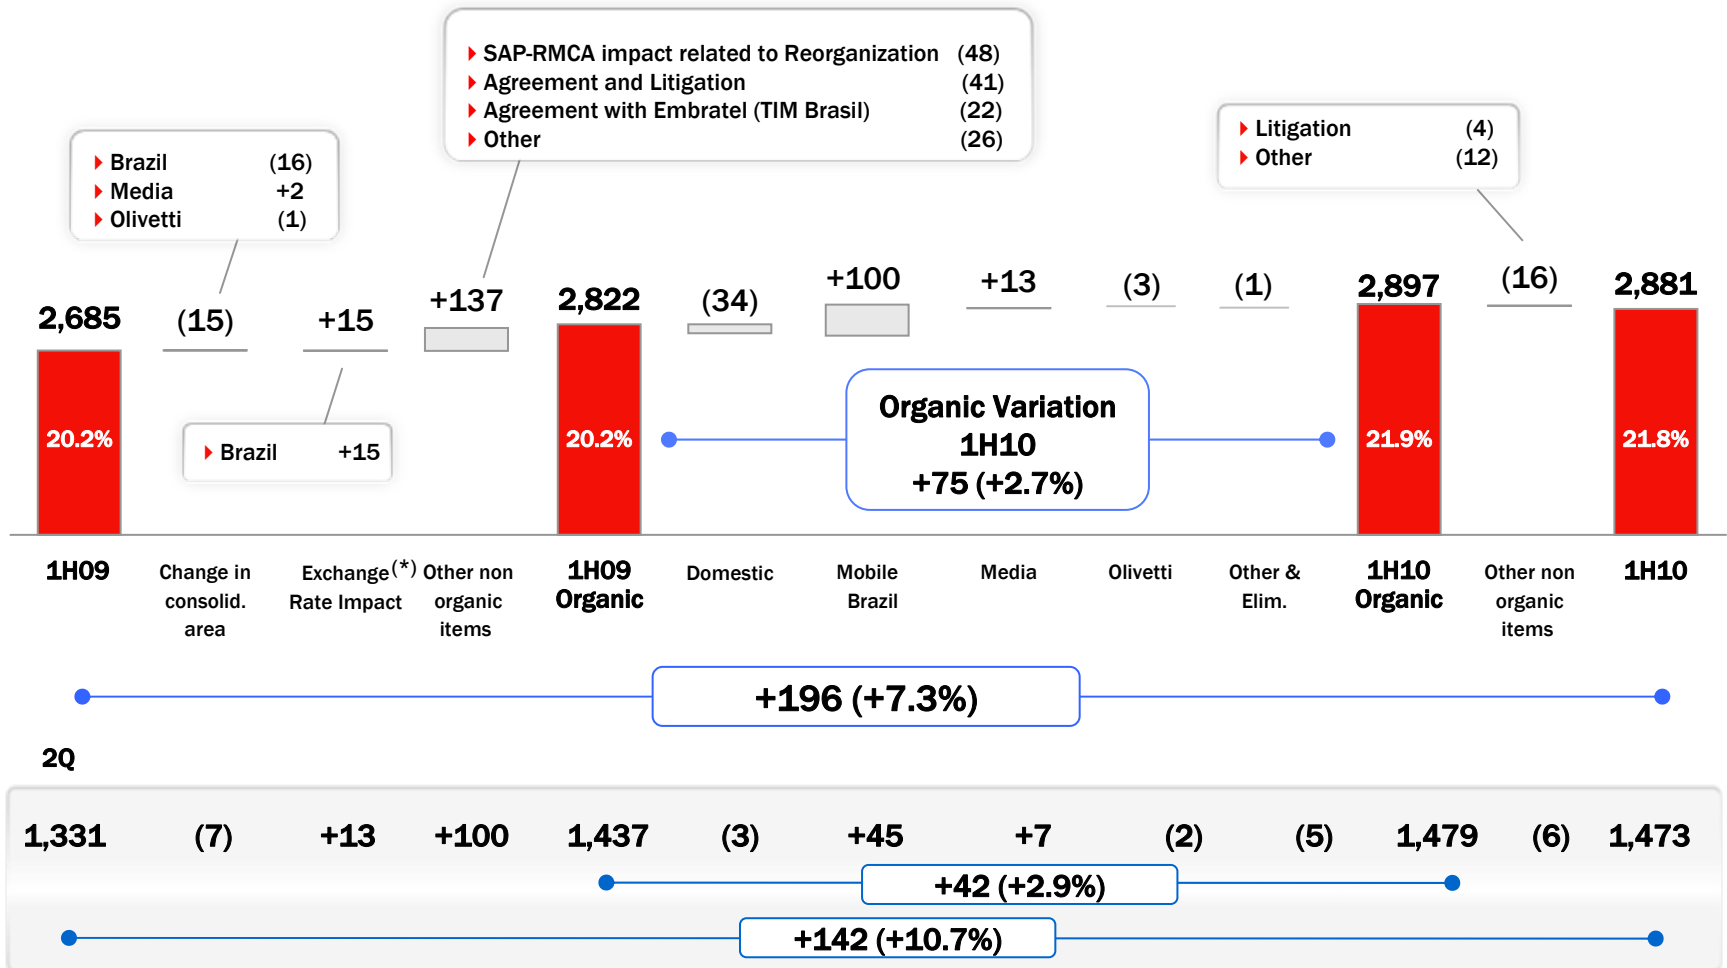 SAP-RMCA impact related to Reorganization (48)
Agreement and Litigation (41)
Agreement with Embratel (TIM Brasil) (22)
Other (26)
Brazil (16)
Media +2
Olivetti (1)
Litigation (4)
Other (12)
2,685 (15) +15 +137 2,822 (34) +100 +13 (3) (1) 2,897 (16) 2,881
20.2% 20.2% 21.9% 21.8%
Brazil +15
Organic Variation
1H10
+75 (+2.7%)
1H09
Change in
consolid.
area
Exchange(*)
Rate Impact
Other non
organic
items
1H09
Organic
Domestic
Mobile
Brazil
Media
Olivetti
Other &
Elim.
1H10
Organic
Other non
organic
items
1H10
+196 (+7.3%)
2Q
1,331 (7) +13 +100 1,437 (3) +45 +7 (2) (5) 1,479 (6) 1,473
+42 (+2.9%)
+142 (+10.7%)